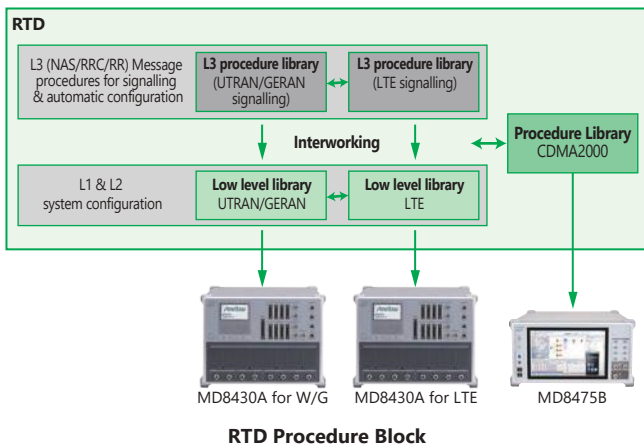 RTD
L3 (NAS/RRC/RR) Message
procedures for signalling
& automatic configuration
L3 procedure library
(UTRAN/GERAN
signalling)
L3 procedure library
(LTE signalling)
Interworking
Procedure Library
CDMA2000
L1 & L2
system configuration
Low level library
UTRAN/GERAN
Low level library
LTE
MD8430A for W/G
MD8430A for LTE
MD8475B
RTD Procedure Block